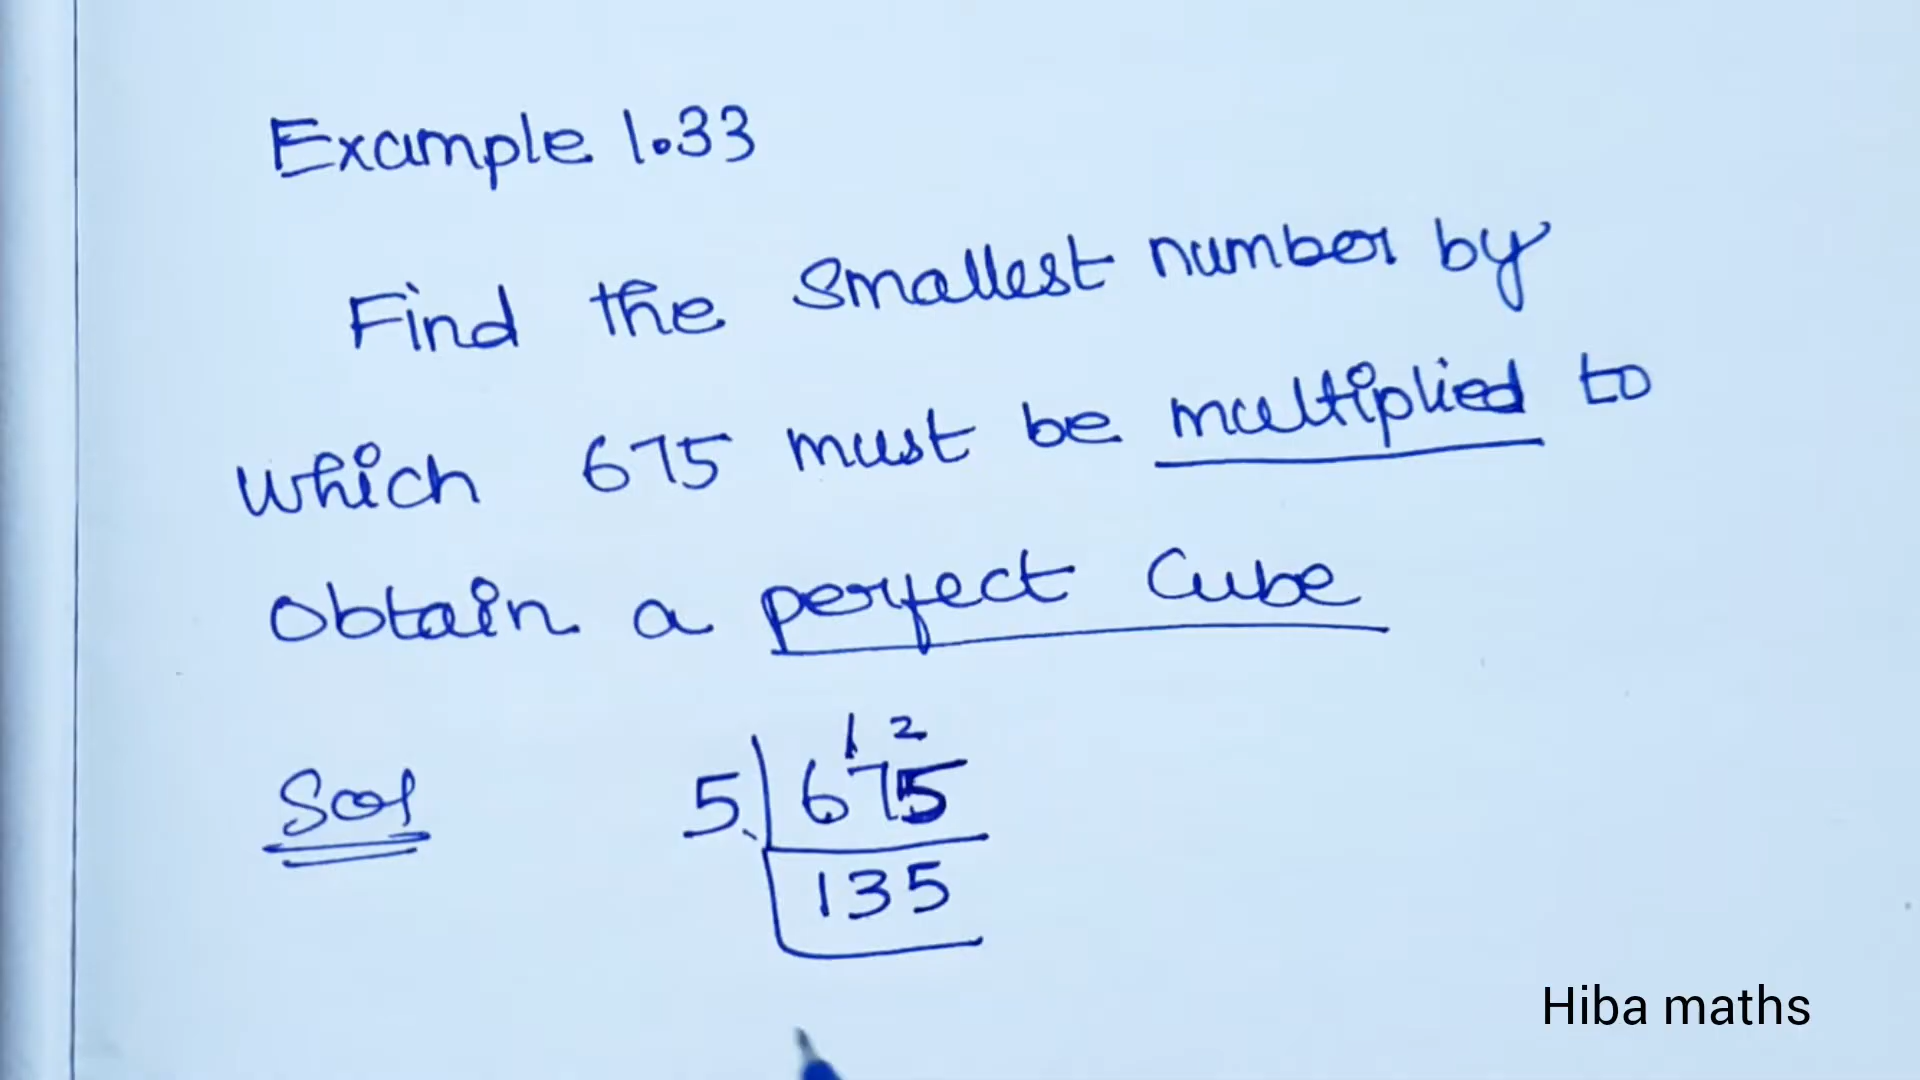 Example 1.33
Find the smallest number by
which 675 must be multiplied to
obtain a perfect cube
Sol
1 2
5 675
135
Hiba maths